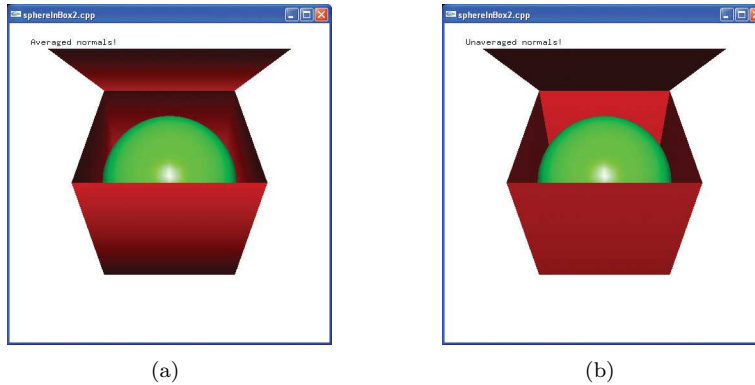 sphereInBox2.cpp
Averaged normals!
(a)
sphereInBox2.cpp
Unaveraged normals!
(b)